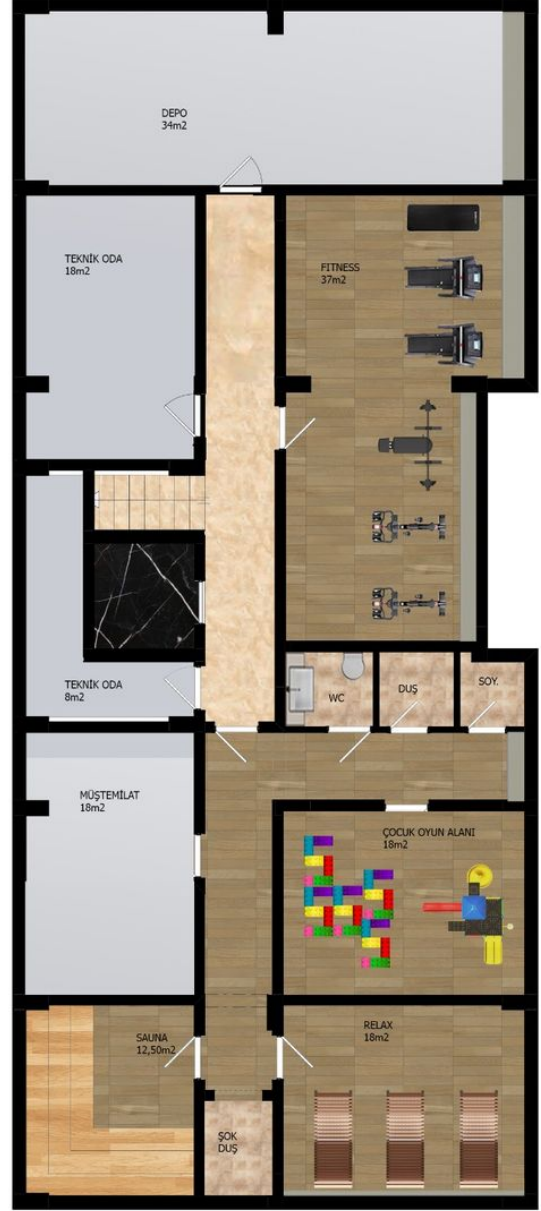 DEPO
34m2
TEKNİK ODA
18m2
FITNESS
37m2
TEKNİK ODA
8m2
WC
DUŞ
SOY.
MÜŞTEMİLAT
18m2
ÇOCUK OYUN ALANI
18m2
SAUNA
12,50m2
RELAX
18m2
ŞOK
DUŞ